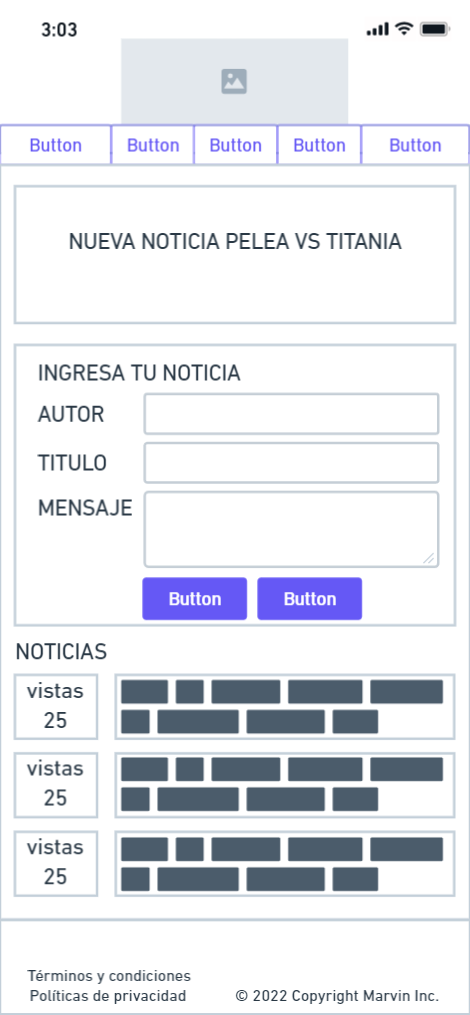 3:03
Button Button Button Button Button
NUEVA NOTICIA PELEA VS TITANIA
INGRESA TU NOTICIA
AUTOR
TITULO
MENSAJE
Button Button
NOTICIAS
vistas
25
vistas
25
vistas
25
Términos y condiciones
Políticas de privacidad © 2022 Copyright Marvin Inc.